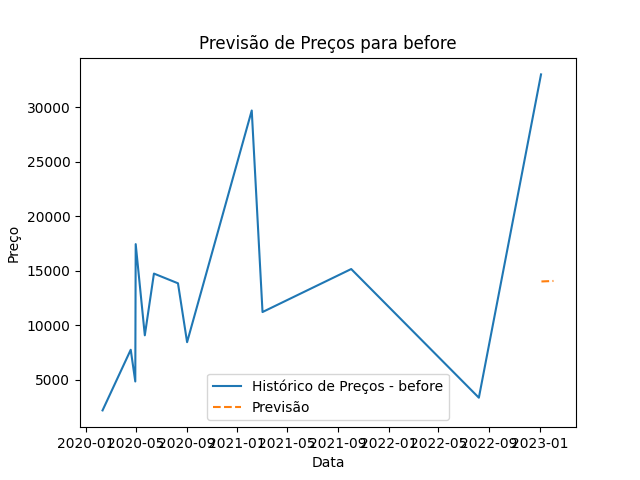 Previsão de Preços para before
Preço
30000
25000
20000
15000
10000
5000
Histórico de Preços - before
Previsão
2020-01 2020-05 2020-09 2021-01 2021-05 2021-09 2022-01 2022-05 2022-09 2023-01
Data